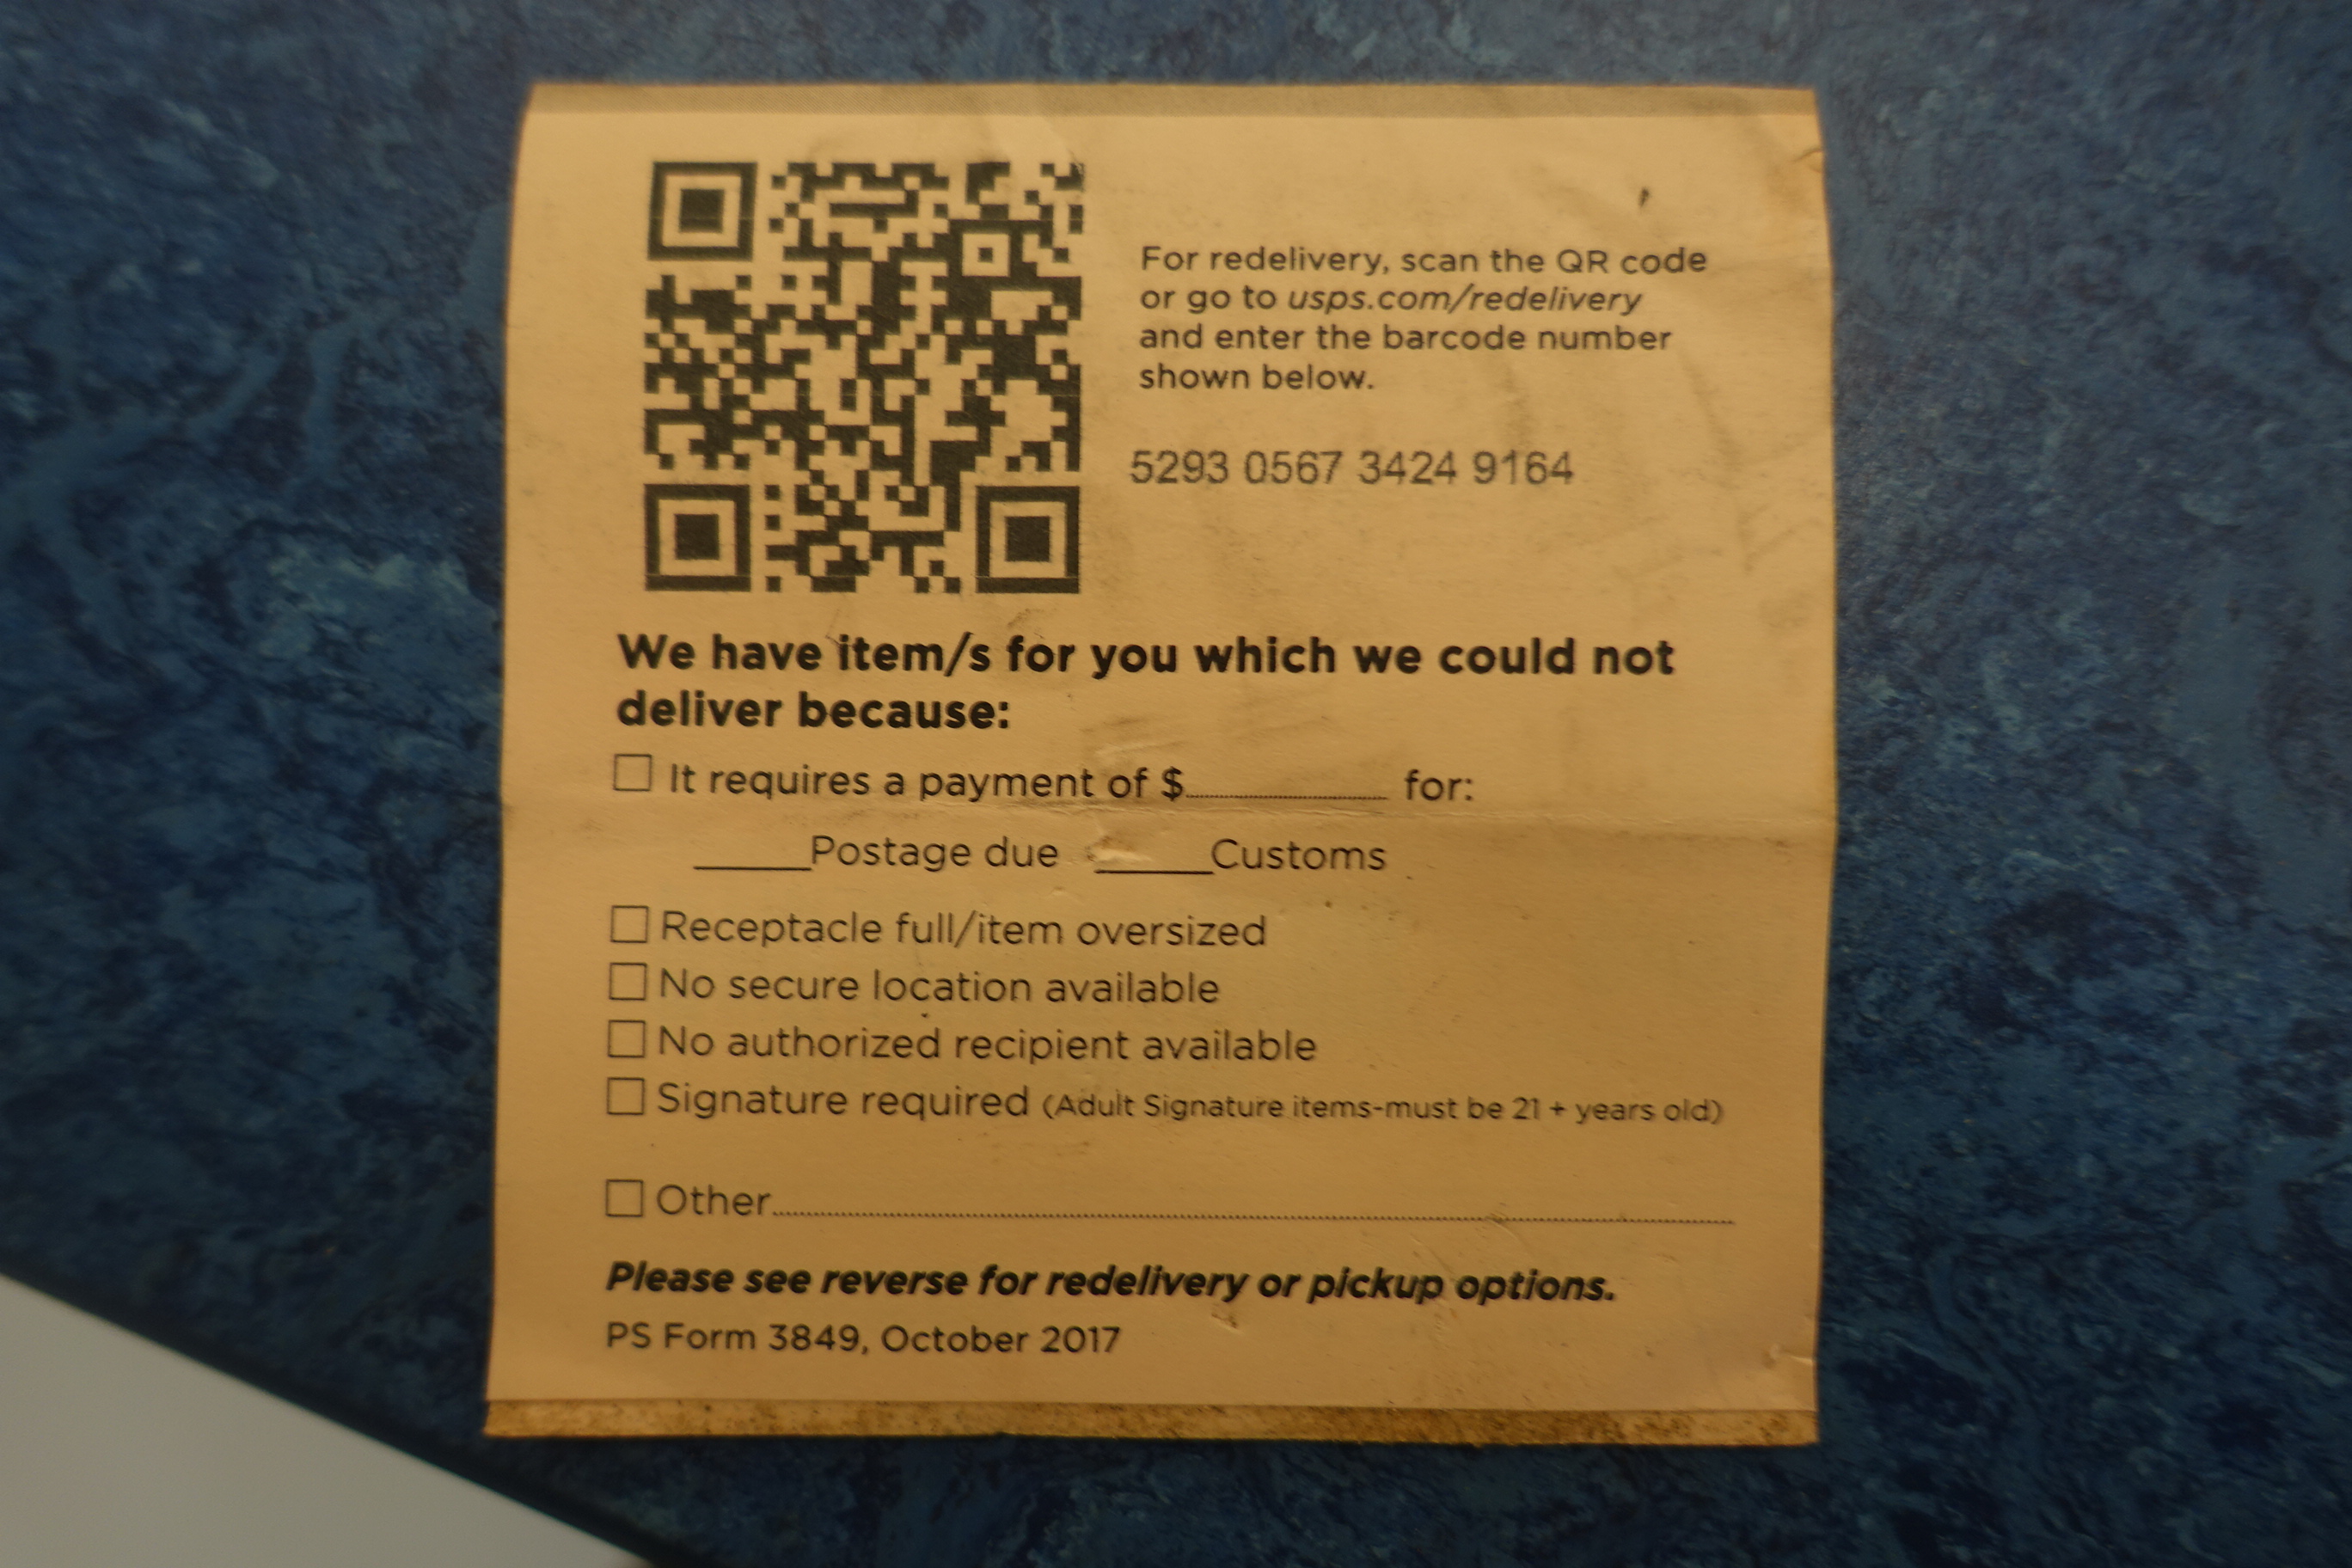 For redelivery, scan the QR code
or go to usps.com/redelivery
and enter the barcode number
shown below.
5293 0567 3424 9164
We have item/s for you which we could not
deliver because:
It requires a payment of $ for:
Postage due Customs
Receptacle full/item oversized
No secure location available
No authorized recipient available
Signature required (Adult Signature items-must be 21 + years old)
Other
Please see reverse for redelivery or pickup options.
PS Form 3849, October 2017